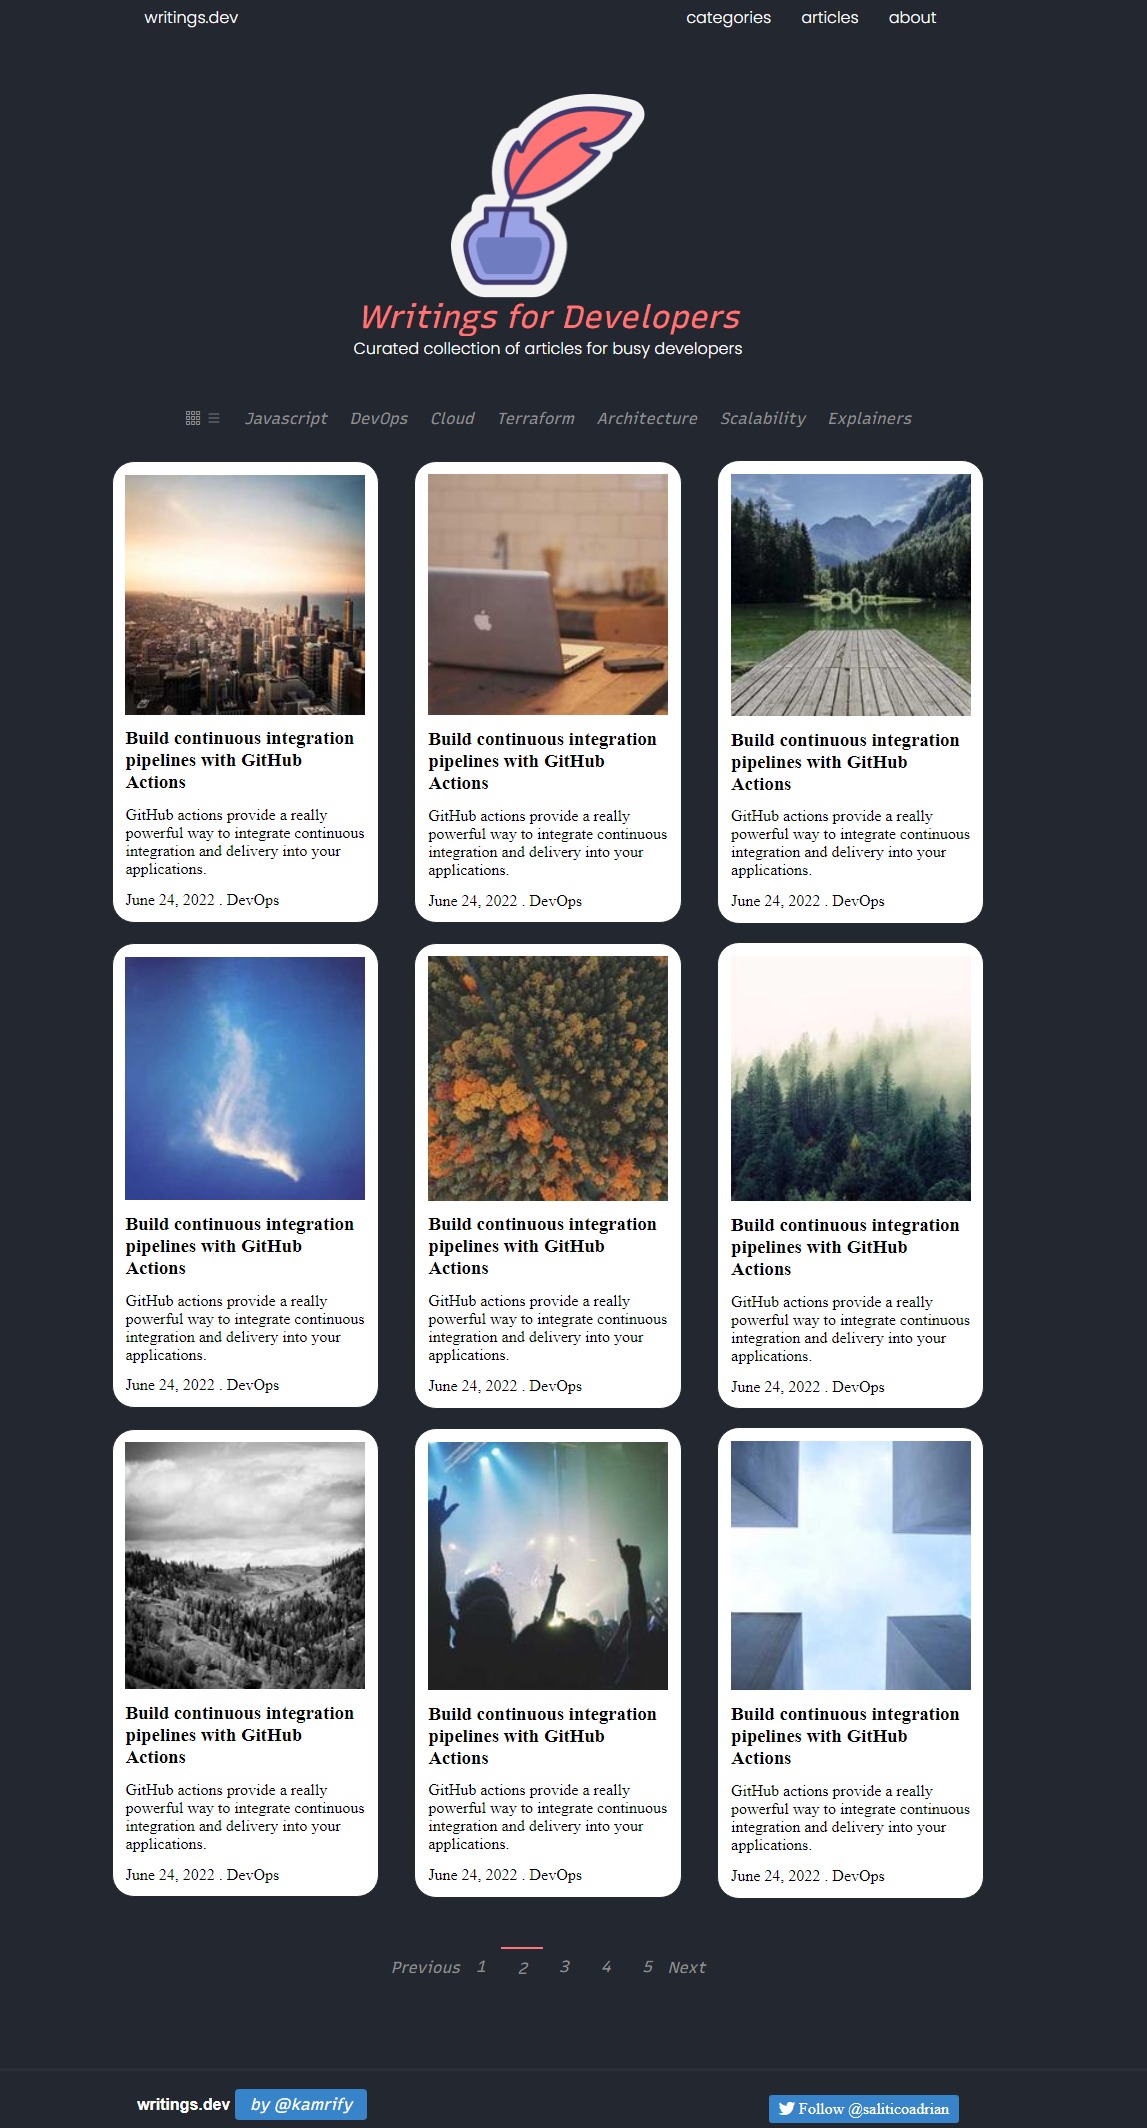 writings.dev categories articles about
Writings for Developers
Curated collection of articles for busy developers
Javascript DevOps Cloud Terraform Architecture Scalability Explainers
Build continuous integration
pipelines with GitHub
Actions
GitHub actions provide a really
powerful way to integrate continuous
integration and delivery into your
applications.
June 24, 2022 . DevOps
Build continuous integration
pipelines with GitHub
Actions
GitHub actions provide a really
powerful way to integrate continuous
integration and delivery into your
applications.
June 24, 2022 . DevOps
Build continuous integration
pipelines with GitHub
Actions
GitHub actions provide a really
powerful way to integrate continuous
integration and delivery into your
applications.
June 24, 2022 . DevOps
Build continuous integration
pipelines with GitHub
Actions
GitHub actions provide a really
powerful way to integrate continuous
integration and delivery into your
applications.
June 24, 2022 . DevOps
Build continuous integration
pipelines with GitHub
Actions
GitHub actions provide a really
powerful way to integrate continuous
integration and delivery into your
applications.
June 24, 2022 . DevOps
Build continuous integration
pipelines with GitHub
Actions
GitHub actions provide a really
powerful way to integrate continuous
integration and delivery into your
applications.
June 24, 2022 . DevOps
Build continuous integration
pipelines with GitHub
Actions
GitHub actions provide a really
powerful way to integrate continuous
integration and delivery into your
applications.
June 24, 2022 . DevOps
Build continuous integration
pipelines with GitHub
Actions
GitHub actions provide a really
powerful way to integrate continuous
integration and delivery into your
applications.
June 24, 2022 . DevOps
Build continuous integration
pipelines with GitHub
Actions
GitHub actions provide a really
powerful way to integrate continuous
integration and delivery into your
applications.
June 24, 2022 . DevOps
Previous 1 2 3 4 5 Next
writings.dev by @kamrify Follow @saliticoadrian